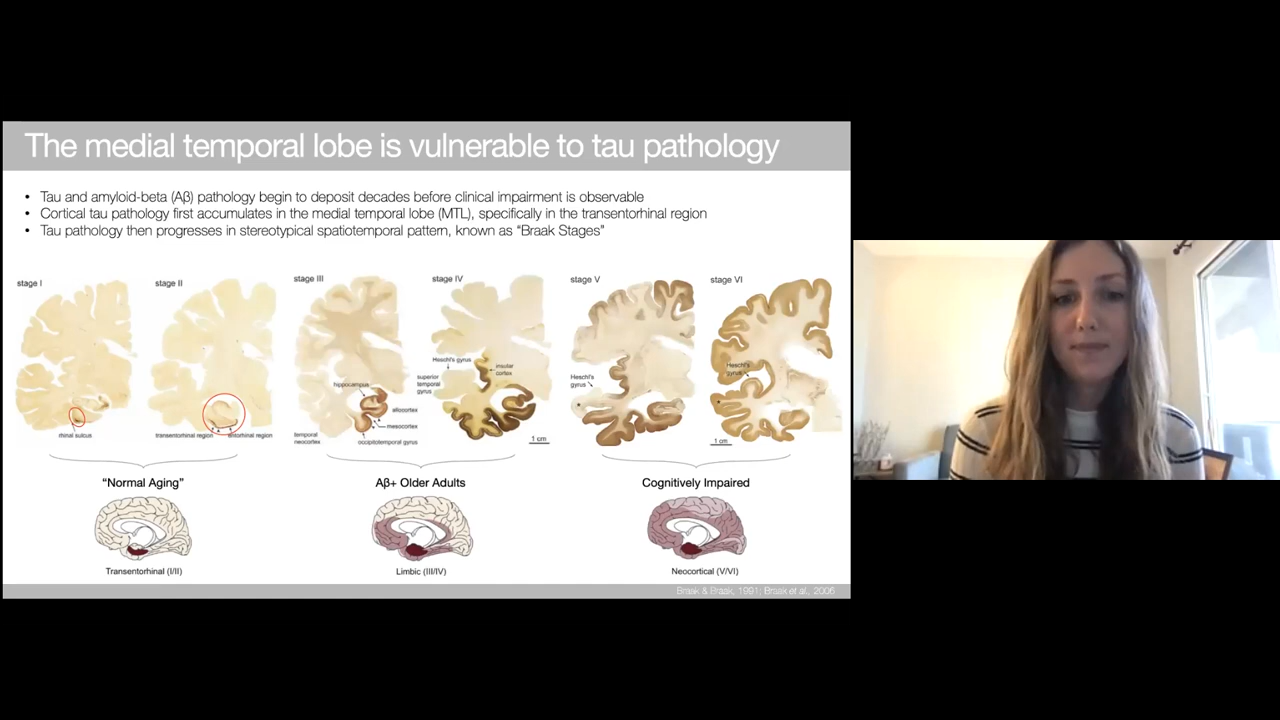 The medial temporal lobe is vulnerable to tau pathology
• Tau and amyloid-beta (Aβ) pathology begin to deposit decades before clinical impairment is observable
• Cortical tau pathology first accumulates in the medial temporal lobe (MTL), specifically in the transentorhinal region
• Tau pathology then progresses in stereotypical spatiotemporal pattern, known as “Braak Stages”
stage I
rhinal sulcus
stage II
transentorhinal region
entorhinal region
stage III
hippocampus
allocortex
mesocortex
temporal
neocortex
occipitotemporal gyrus
stage IV
Heschl's gyrus
insular
cortex
superior
temporal
gyrus
1 cm
stage V
Heschl's
gyrus
stage VI
Heschl's
gyrus
1 cm
“Normal Aging”
Aβ+ Older Adults
Cognitively Impaired
Transentorhinal (I/II)
Limbic (III/IV)
Neocortical (V/VI)
Braak & Braak, 1991; Braak et al., 2006